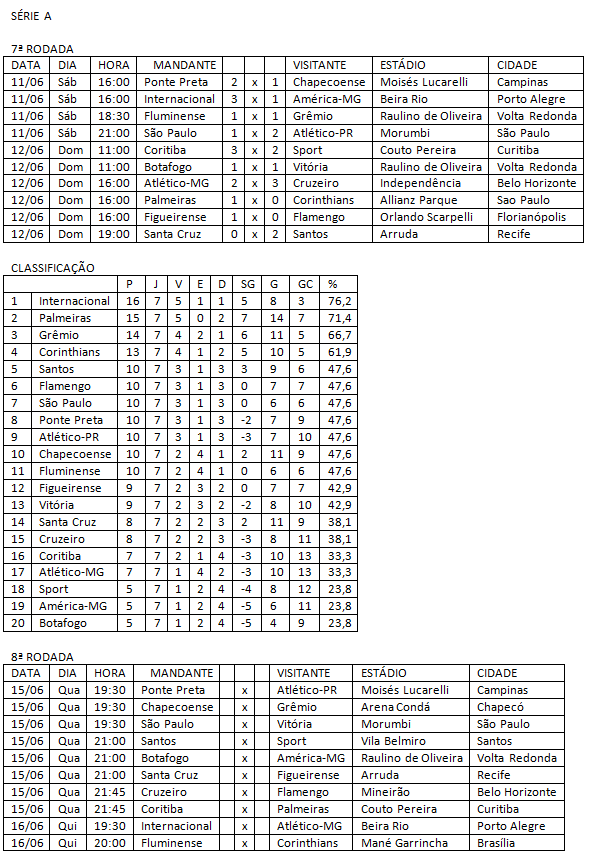 SÉRIE A
7ª RODADA
DATA DIA HORA MANDANTE VISITANTE ESTÁDIO CIDADE
11/06 Sáb 16:00 Ponte Preta 2 x 1 Chapecoense Moisés Lucarelli Campinas
11/06 Sáb 16:00 Internacional 3 x 1 América-MG Beira Rio Porto Alegre
11/06 Sáb 18:30 Fluminense 1 x 1 Grêmio Raulino de Oliveira Volta Redonda
11/06 Sáb 21:00 São Paulo 1 x 2 Atlético-PR Morumbi São Paulo
12/06 Dom 11:00 Coritiba 3 x 2 Sport Couto Pereira Curitiba
12/06 Dom 11:00 Botafogo 1 x 1 Vitória Raulino de Oliveira Volta Redonda
12/06 Dom 16:00 Atlético-MG 2 x 3 Cruzeiro Independência Belo Horizonte
12/06 Dom 16:00 Palmeiras 1 x 0 Corinthians Allianz Parque Sao Paulo
12/06 Dom 16:00 Figueirense 1 x 0 Flamengo Orlando Scarpelli Florianópolis
12/06 Dom 19:00 Santa Cruz 0 x 2 Santos Arruda Recife
CLASSIFICAÇÃO
P J V E D SG G GC %
1 Internacional 16 7 5 1 1 5 8 3 76,2
2 Palmeiras 15 7 5 0 2 7 14 7 71,4
3 Grêmio 14 7 4 2 1 6 11 5 66,7
4 Corinthians 13 7 4 1 2 5 10 5 61,9
5 Santos 10 7 3 1 3 3 9 6 47,6
6 Flamengo 10 7 3 1 3 0 7 7 47,6
7 São Paulo 10 7 3 1 3 0 6 6 47,6
8 Ponte Preta 10 7 3 1 3 -2 7 9 47,6
9 Atlético-PR 10 7 3 1 3 -3 7 10 47,6
10 Chapecoense 10 7 2 4 1 2 11 9 47,6
11 Fluminense 10 7 2 4 1 0 6 6 47,6
12 Figueirense 9 7 2 3 2 0 7 7 42,9
13 Vitória 9 7 2 3 2 -2 8 10 42,9
14 Santa Cruz 8 7 2 2 3 2 11 9 38,1
15 Cruzeiro 8 7 2 2 3 -3 8 11 38,1
16 Coritiba 7 7 2 1 4 -3 10 13 33,3
17 Atlético-MG 7 7 1 4 2 -3 10 13 33,3
18 Sport 5 7 1 2 4 -4 8 12 23,8
19 América-MG 5 7 1 2 4 -5 6 11 23,8
20 Botafogo 5 7 1 2 4 -5 4 9 23,8
8ª RODADA
DATA DIA HORA MANDANTE VISITANTE ESTÁDIO CIDADE
15/06 Qua 19:30 Ponte Preta x Atlético-PR Moisés Lucarelli Campinas
15/06 Qua 19:30 Chapecoense x Grêmio Arena Condá Chapecó
15/06 Qua 19:30 São Paulo x Vitória Morumbi São Paulo
15/06 Qua 21:00 Santos x Sport Vila Belmiro Santos
15/06 Qua 21:00 Botafogo x América-MG Raulino de Oliveira Volta Redonda
15/06 Qua 21:00 Santa Cruz x Figueirense Arruda Recife
15/06 Qua 21:45 Cruzeiro x Flamengo Mineirão Belo Horizonte
15/06 Qua 21:45 Coritiba x Palmeiras Couto Pereira Curitiba
16/06 Qui 19:30 Internacional x Atlético-MG Beira Rio Porto Alegre
16/06 Qui 20:00 Fluminense x Corinthians Mané Garrincha Brasília